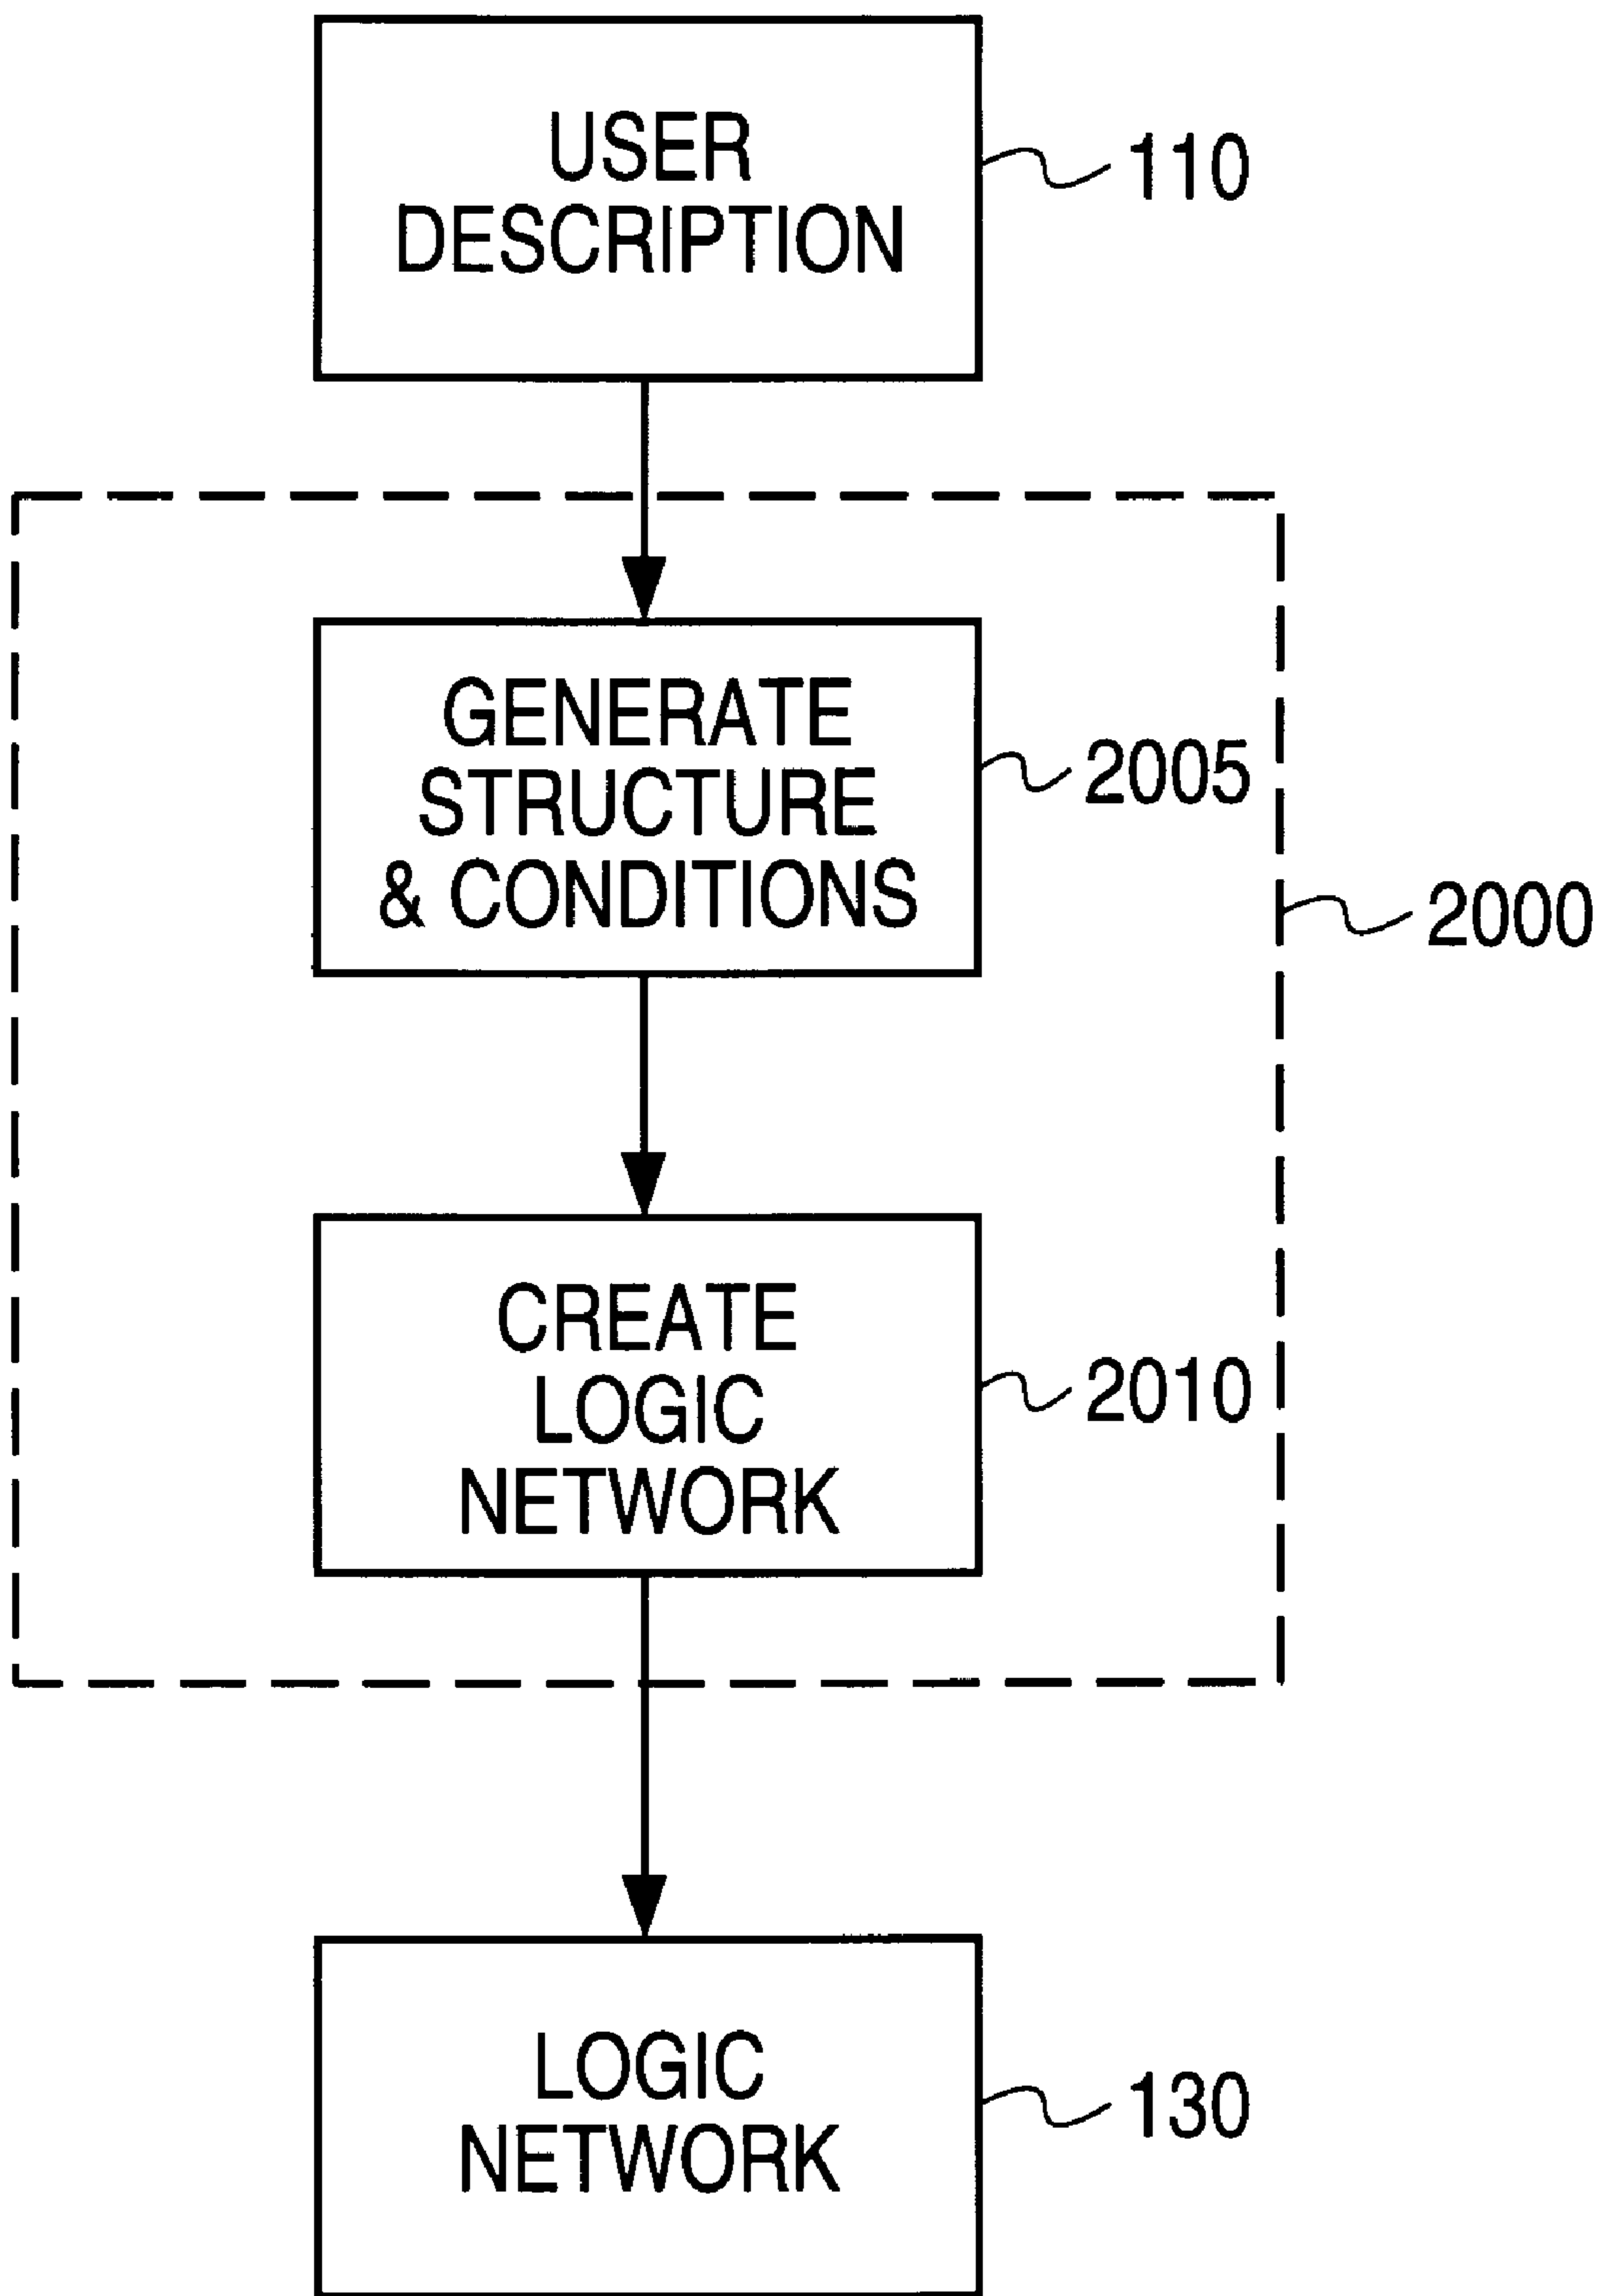 USER
DESCRIPTION
110
GENERATE
STRUCTURE
& CONDITIONS
2005
2000
CREATE
LOGIC
NETWORK
2010
LOGIC
NETWORK
130